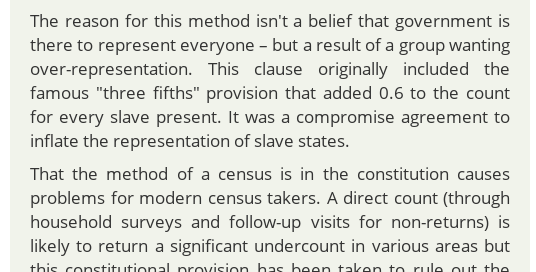 The reason for this method isn't a belief that government is
there to represent everyone – but a result of a group wanting
over-representation. This clause originally included the
famous "three fifths" provision that added 0.6 to the count
for every slave present. It was a compromise agreement to
inflate the representation of slave states.
That the method of a census is in the constitution causes
problems for modern census takers. A direct count (through
household surveys and follow-up visits for non-returns) is
likely to return a significant undercount in various areas but
this constitutional provision has been taken to rule out the